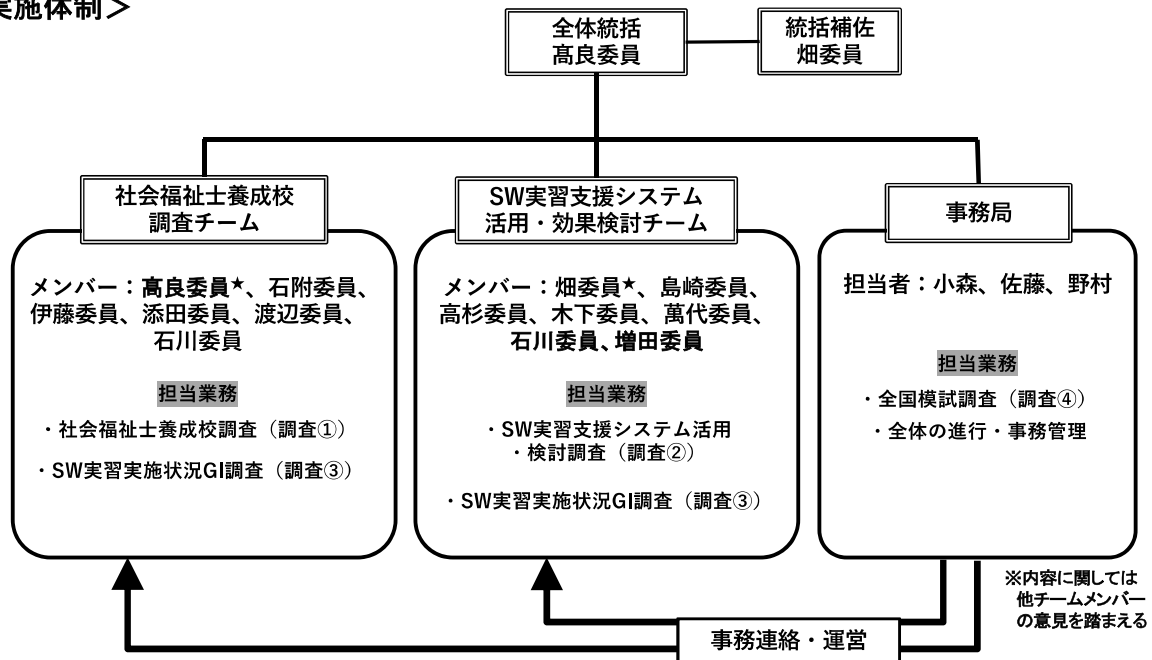 実施体制＞
全体統括
髙良委員
統括補佐
畑委員
社会福祉士養成校
調査チーム
メンバー：髙良委員★、石附委員、
伊藤委員、添田委員、渡辺委員、
石川委員
担当業務
・社会福祉士養成校調査（調査①）
・SW実習実施状況GI調査（調査③）
SW実習支援システム
活用・効果検討チーム
メンバー：畑委員★、島崎委員、
高杉委員、木下委員、萬代委員、
石川委員、増田委員
担当業務
・SW実習支援システム活用
・検討調査（調査②）
・SW実習実施状況GI調査（調査③）
事務局
担当者：小森、佐藤、野村
担当業務
・全国模試調査（調査④）
・全体の進行・事務管理
※内容に関しては
他チームメンバー
の意見を踏まえる
事務連絡・運営